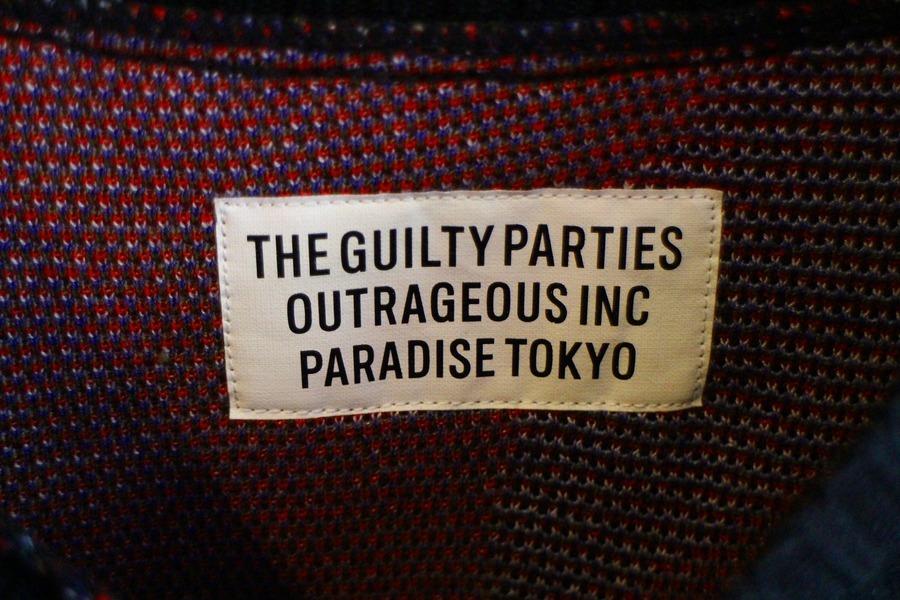 THE GUILTY PARTIES
OUTRAGEOUS INC
PARADISE TOKYO